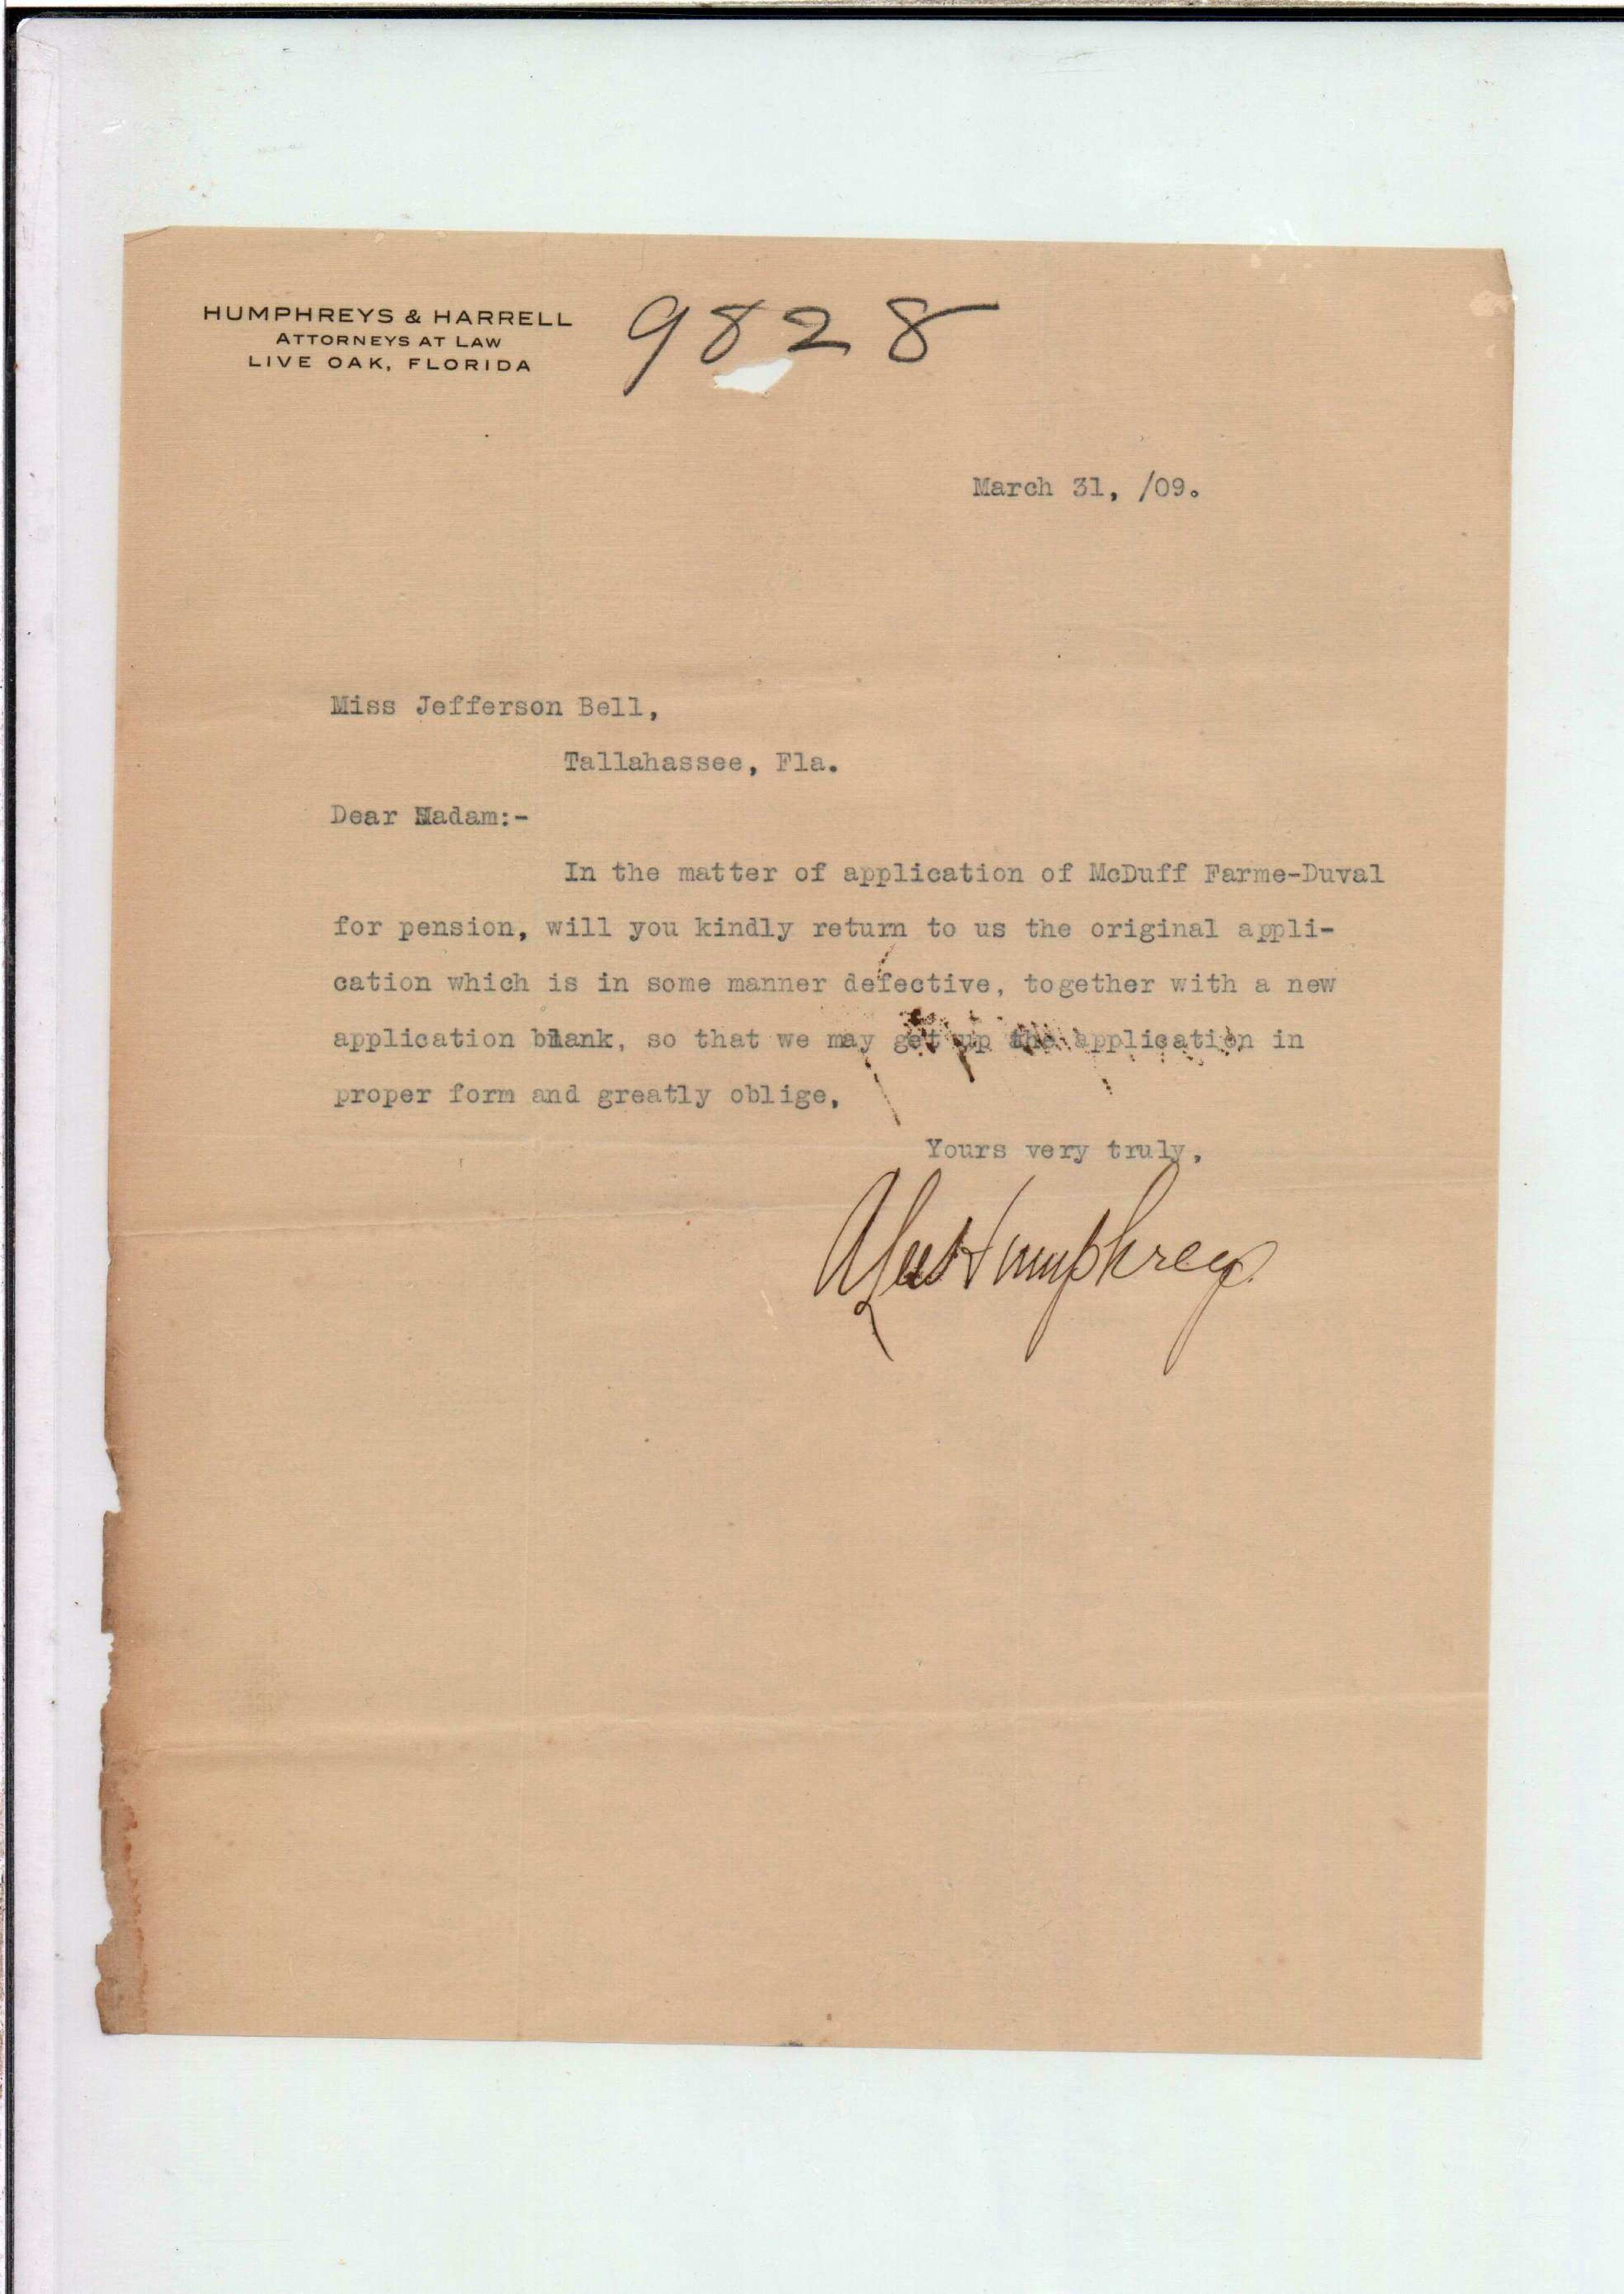 HUMPHREYS & HARRELL
ATTORNEYS AT LAW
LIVE OAK, FLORIDA
9828
March 31, /09.
Miss Jefferson Bell,
Tallahassee, Fla.
Dear Madam:-
In the matter of application of McDuff Farme-Duval
for pension, will you kindly return to us the original appli-
cation which is in some manner defective, together with a new
application blank, so that we may get up the application in
proper form and greatly oblige,
Yours very truly,
Humphreys